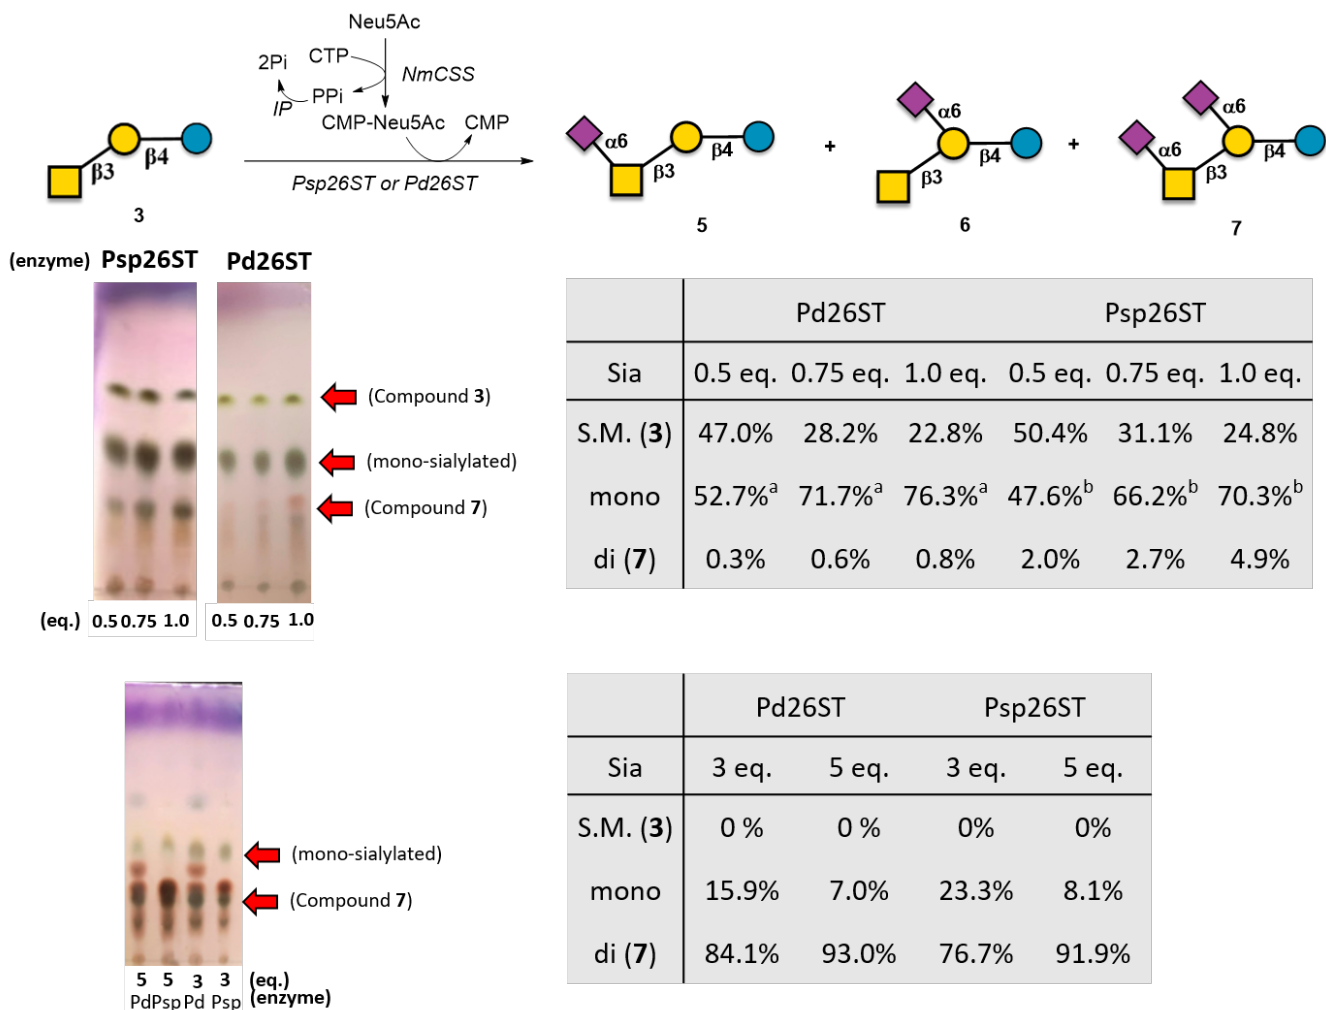 Neu5Ac
2Pi CTP NmCSS
IP PPi
CMP-Neu5Ac CMP
Psp26ST or Pd26ST
β3 β4
3
α6 β3 β4
5
+
α6 β3 β4
6
+
α6 α6 β3 β4
7
(enzyme) Psp26ST Pd26ST
(Compound 3)
(mono-sialylated)
(Compound 7)
(eq.) 0.5 0.75 1.0 0.5 0.75 1.0
Pd26ST Psp26ST
Sia 0.5 eq. 0.75 eq. 1.0 eq. 0.5 eq. 0.75 eq. 1.0 eq.
S.M. (3) 47.0% 28.2% 22.8% 50.4% 31.1% 24.8%
mono 52.7%a 71.7%a 76.3%a 47.6%b 66.2%b 70.3%b
di (7) 0.3% 0.6% 0.8% 2.0% 2.7% 4.9%
(mono-sialylated)
(Compound 7)
5 5 3 3 (eq.)
Pd Psp Pd Psp (enzyme)
Pd26ST Psp26ST
Sia 3 eq. 5 eq. 3 eq. 5 eq.
S.M. (3) 0 % 0 % 0% 0%
mono 15.9% 7.0% 23.3% 8.1%
di (7) 84.1% 93.0% 76.7% 91.9%